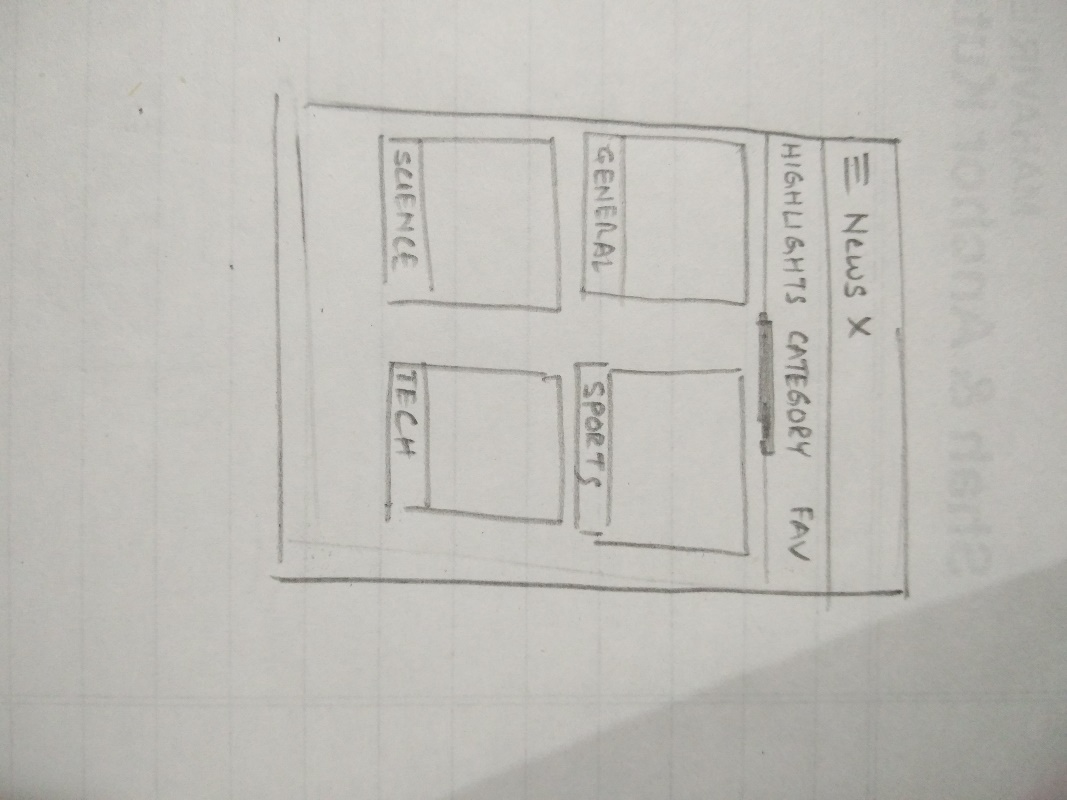 News X
HIGHLIGHTS CATEGORY FAV
GENERAL SPORTS
SCIENCE TECH